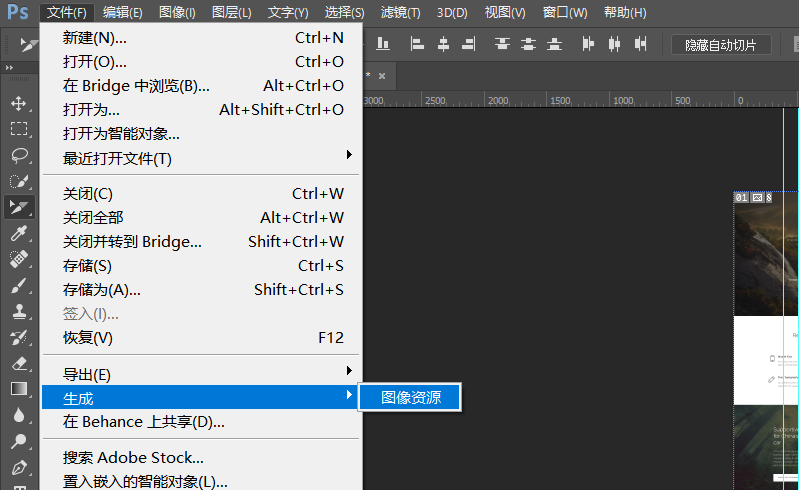 Ps 文件(F) 编辑(E) 图像(I) 图层(L) 文字(Y) 选择(S) 滤镜(T) 3D(D) 视图(V) 窗口(W) 帮助(H)
隐藏自动切片
* ×
3000 2500 2000 1500 1000 500 0
新建(N)... Ctrl+N
打开(O)... Ctrl+O
在 Bridge 中浏览(B)... Alt+Ctrl+O
打开为... Alt+Shift+Ctrl+O
打开为智能对象...
最近打开文件(T)
关闭(C) Ctrl+W
关闭全部 Alt+Ctrl+W
关闭并转到 Bridge... Shift+Ctrl+W
存储(S) Ctrl+S
存储为(A)... Shift+Ctrl+S
签入(I)...
恢复(V) F12
导出(E)
生成
图像资源
在 Behance 上共享(D)...
搜索 Adobe Stock...
置入嵌入的智能对象(L)...
01
Supportive
for Chines
car